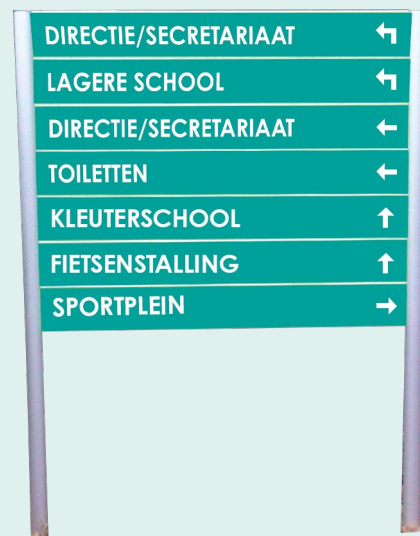 DIRECTIE/SECRETARIAAT
LAGERE SCHOOL
DIRECTIE/SECRETARIAAT
TOILETTEN
KLEUTERSCHOOL
FIETSENSTALLING
SPORTPLEIN